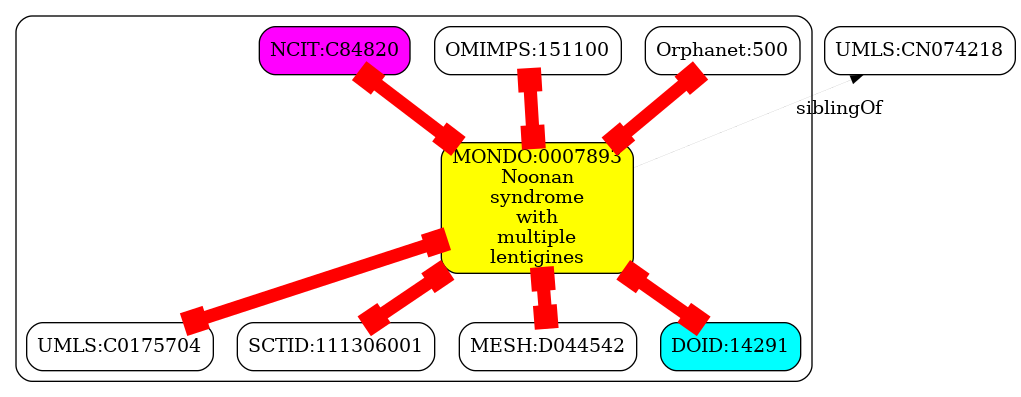 NCIT:C84820
OMIMPS:151100
Orphanet:500
UMLS:CN074218
siblingOf
MONDO:0007893
Noonan
syndrome
with
multiple
lentigines
UMLS:C0175704
SCTID:111306001
MESH:D044542
DOID:14291